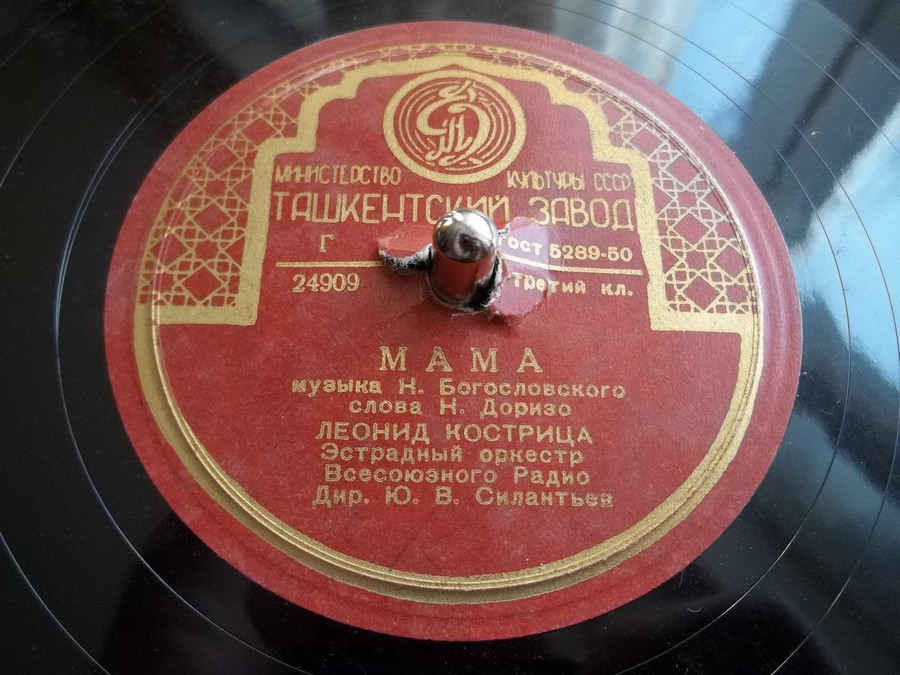 МИНИСТЕРСТВО КУЛЬТУРЫ СССР
ТАШКЕНТСКИЙ ЗАВОД
Г ГОСТ 5289-50
24909 Третий кл.
МАМА
музыка Н. Богословского
слова Н. Доризо
ЛЕОНИД КОСТРИЦА
Эстрадный оркестр
Всесоюзного Радио
Дир. Ю. В. Силантьев